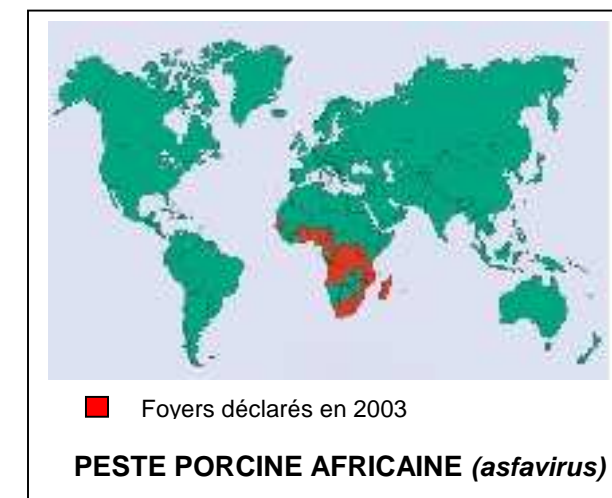 Foyers déclarés en 2003
PESTE PORCINE AFRICAINE (asfavirus)